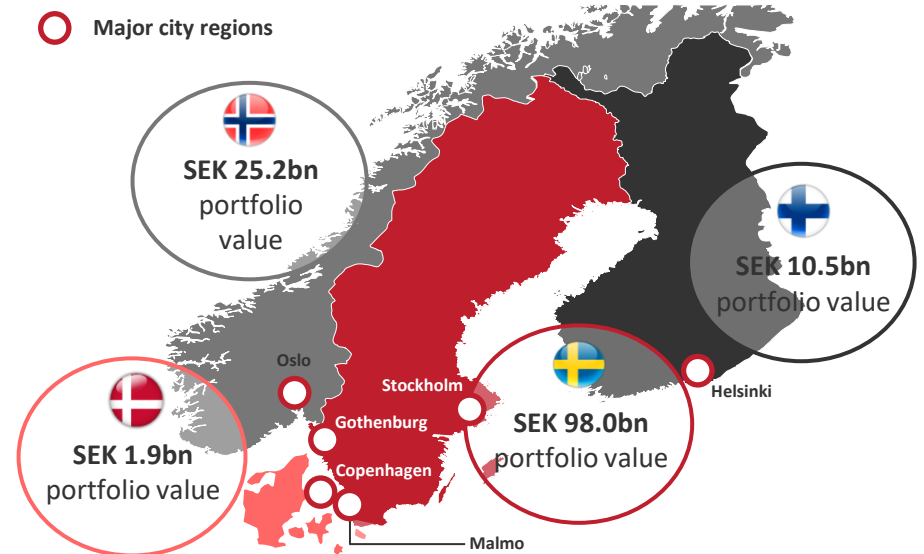 Major city regions
SEK 25.2bn
portfolio
value
SEK 10.5bn
portfolio value
Oslo
Stockholm
Helsinki
Gothenburg
SEK 98.0bn
portfolio value
SEK 1.9bn
portfolio value
Copenhagen
Malmo